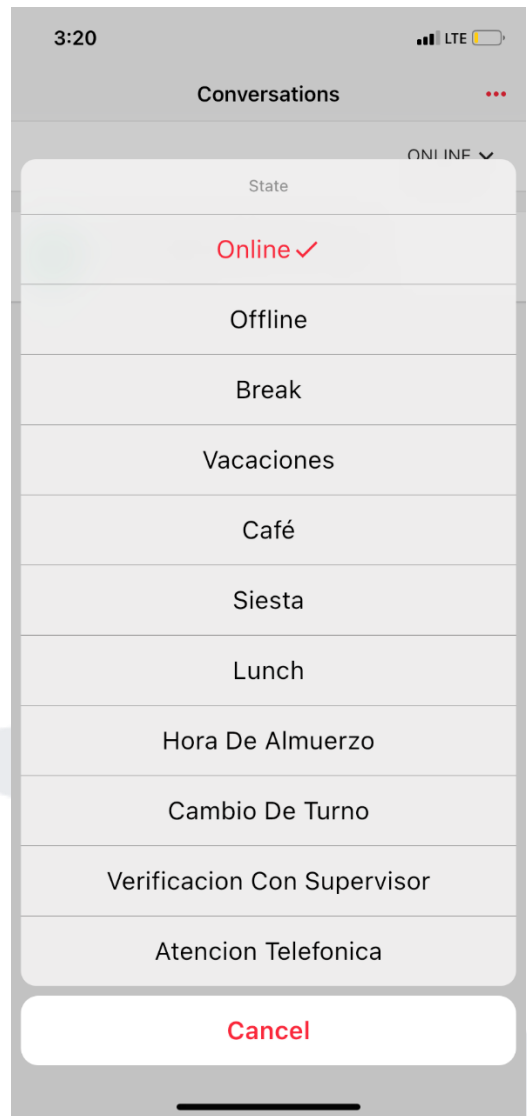 3:20
LTE
Conversations
ONLINE
State
Online
Offline
Break
Vacaciones
Café
Siesta
Lunch
Hora De Almuerzo
Cambio De Turno
Verificacion Con Supervisor
Atencion Telefonica
Cancel